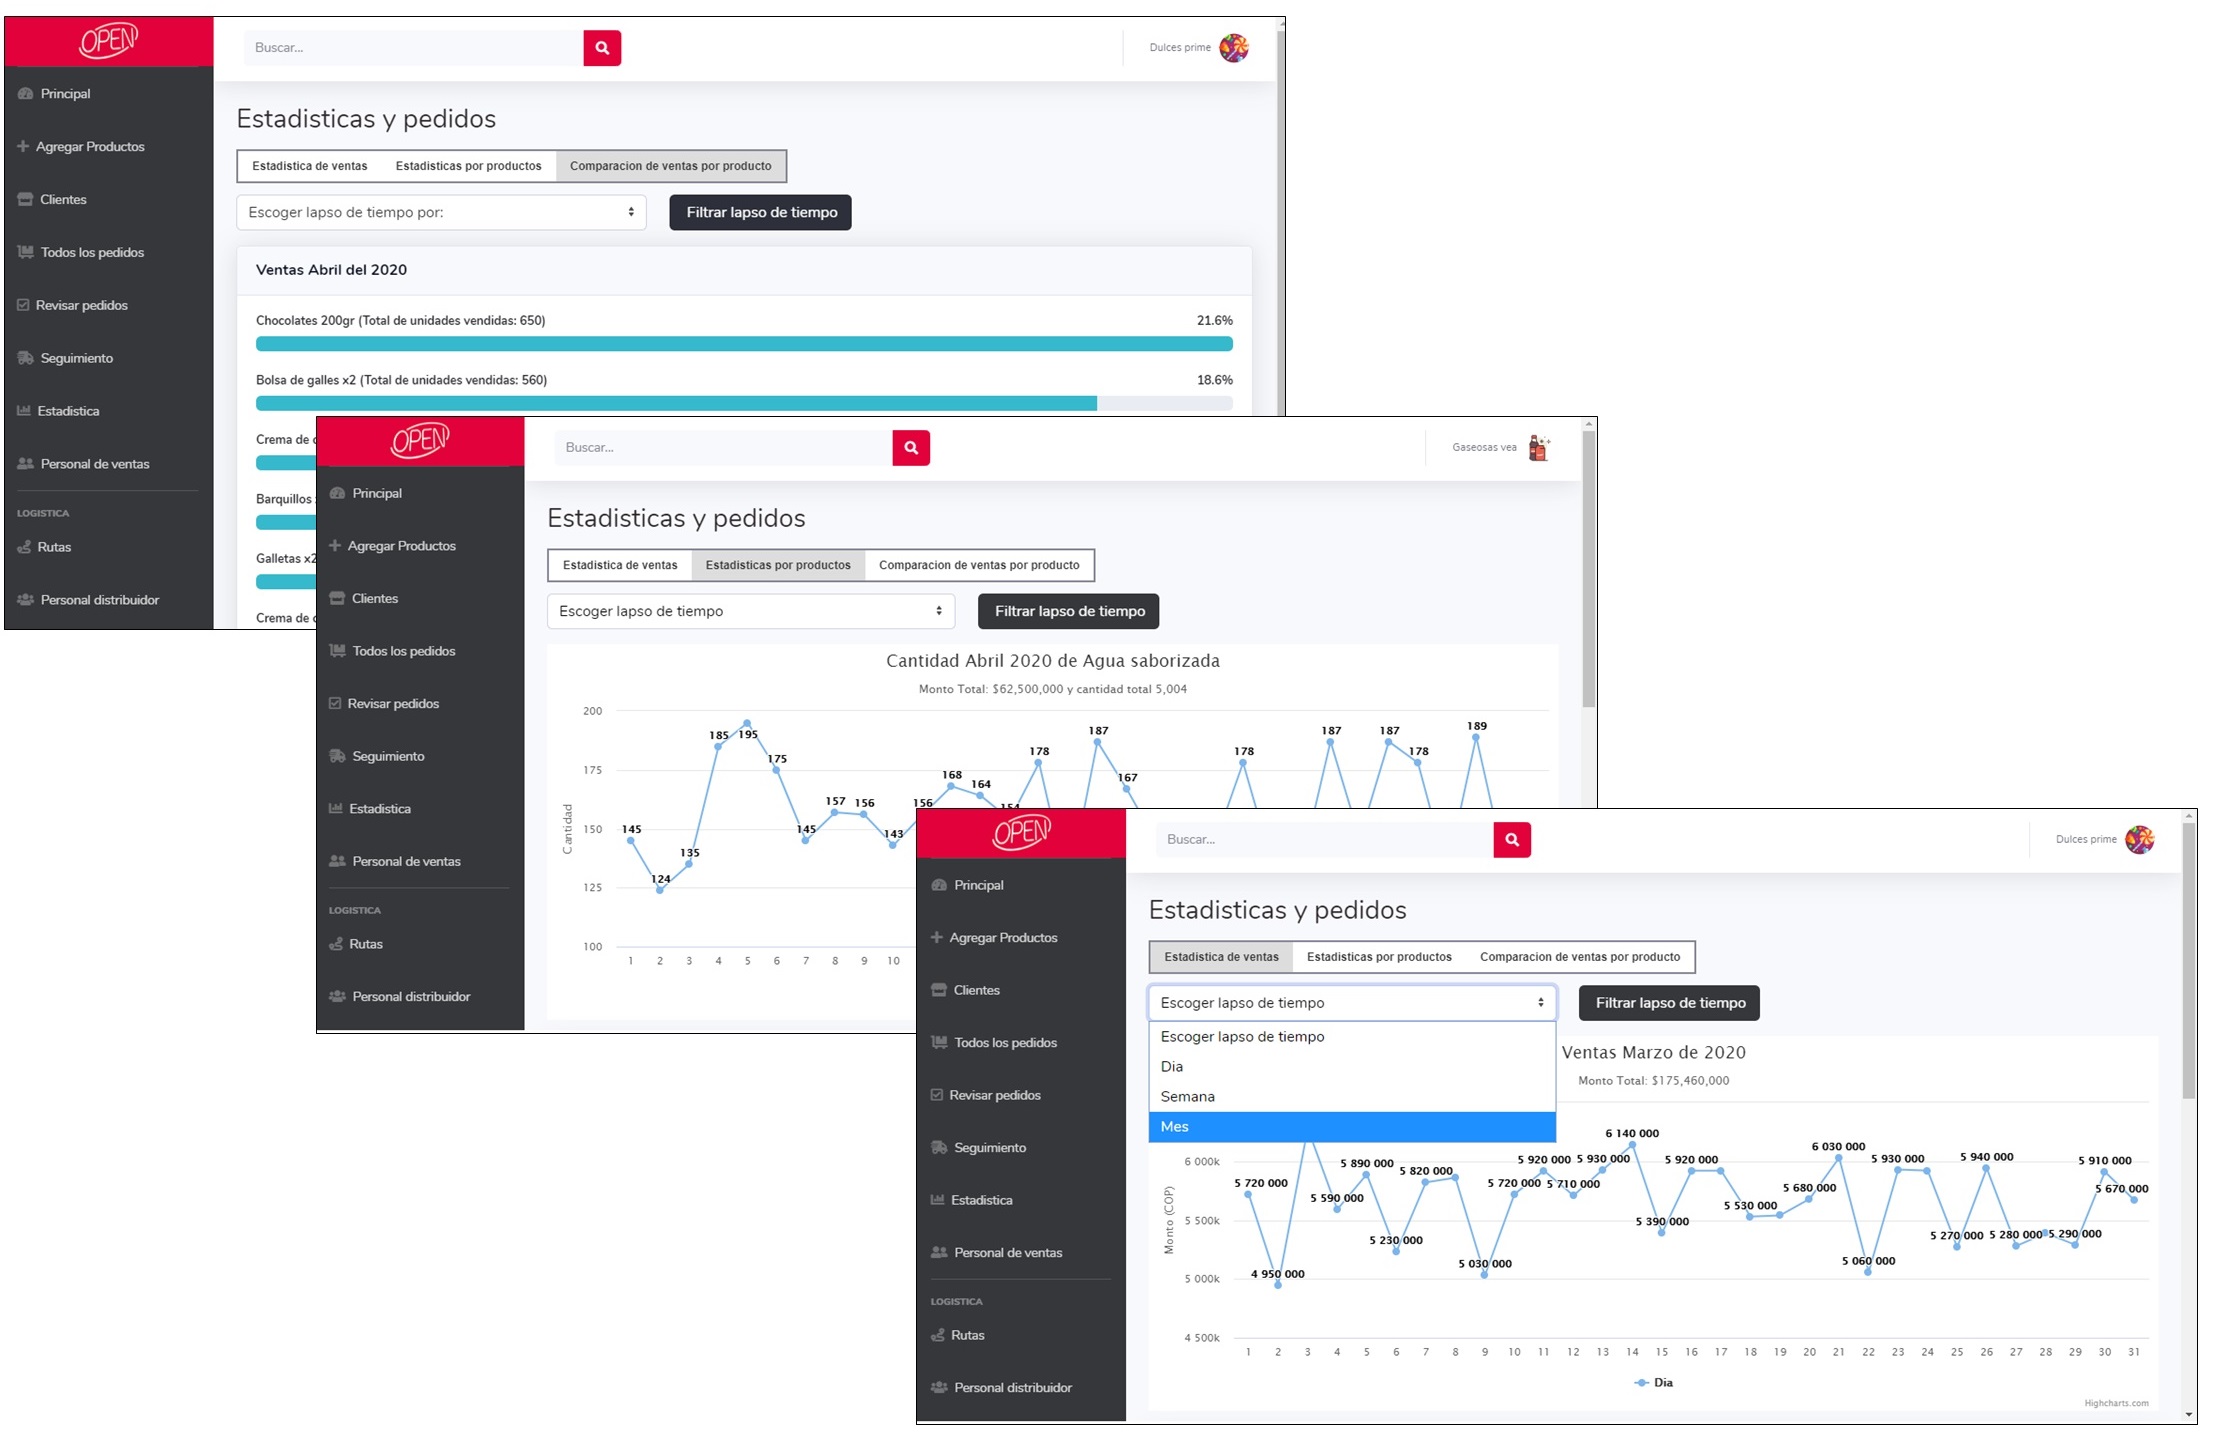 OPEN
Buscar...
Dulces prime
Principal
Agregar Productos
Clientes
Todos los pedidos
Revisar pedidos
Seguimiento
Estadistica
Personal de ventas
LOGISTICA
Rutas
Personal distribuidor
Estadisticas y pedidos
Estadistica de ventas Estadisticas por productos Comparacion de ventas por producto
Escoger lapso de tiempo por: Filtrar lapso de tiempo
Ventas Abril del 2020
Chocolates 200gr (Total de unidades vendidas: 650) 21.6%
Bolsa de galles x2 (Total de unidades vendidas: 560) 18.6%
Crema de
Barquillos
Galletas x2
Crema de
OPEN
Buscar...
Gaseosas vea
Principal
Agregar Productos
Clientes
Todos los pedidos
Revisar pedidos
Seguimiento
Estadistica
Personal de ventas
LOGISTICA
Rutas
Personal distribuidor
Estadisticas y pedidos
Estadistica de ventas Estadisticas por productos Comparacion de ventas por producto
Escoger lapso de tiempo Filtrar lapso de tiempo
Cantidad Abril 2020 de Agua saborizada
Monto Total: $62,500,000 y cantidad total 5,004
Cantidad
200
175
150
125
100
145 124 135 185 195 175 145 157 156 143 156 168 164 154 178 187 167 178 187 187 178 189
1 2 3 4 5 6 7 8 9 10
OPEN
Buscar...
Dulces prime
Principal
Agregar Productos
Clientes
Todos los pedidos
Revisar pedidos
Seguimiento
Estadistica
Personal de ventas
LOGISTICA
Rutas
Personal distribuidor
Estadisticas y pedidos
Estadistica de ventas Estadisticas por productos Comparacion de ventas por producto
Escoger lapso de tiempo Filtrar lapso de tiempo
Escoger lapso de tiempo
Dia
Semana
Mes
Ventas Marzo de 2020
Monto Total: $175,460,000
Monto (COP)
6 000k
5 500k
5 000k
4 500k
5 720 000 4 950 000 5 590 000 5 890 000 5 230 000 5 820 000 5 030 000 5 720 000 5 920 000 5 710 000 5 930 000 6 140 000 5 390 000 5 920 000 5 530 000 5 680 000 6 030 000 5 060 000 5 930 000 5 270 000 5 940 000 5 280 000 5 290 000 5 910 000 5 670 000
1 2 3 4 5 6 7 8 9 10 11 12 13 14 15 16 17 18 19 20 21 22 23 24 25 26 27 28 29 30 31
Dia
Highcharts.com